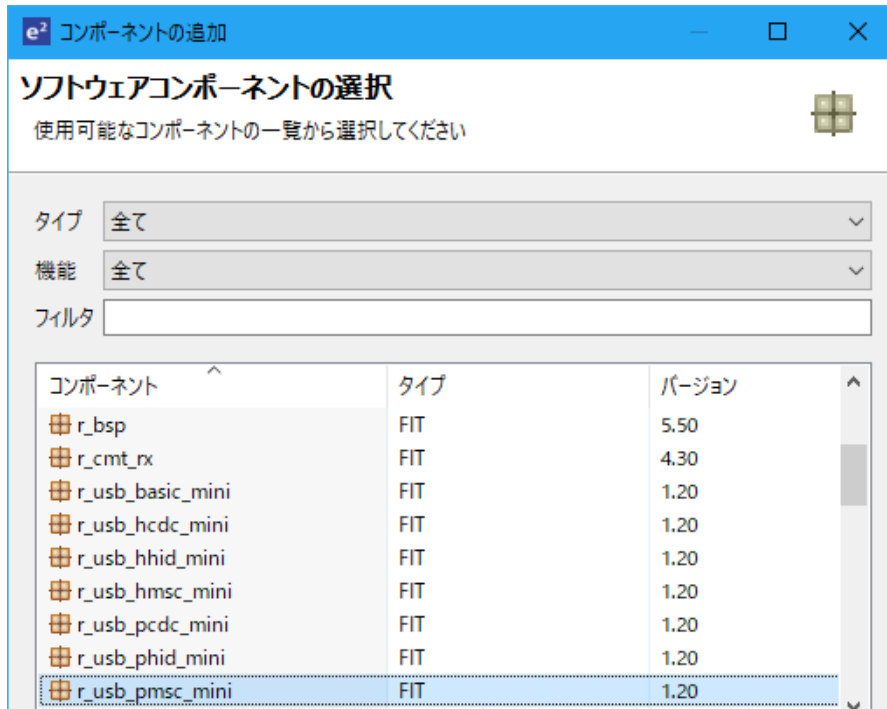 e² コンポーネントの追加
ソフトウェアコンポーネントの選択
使用可能なコンポーネントの一覧から選択してください
タイプ 全て
機能 全て
フィルタ
コンポーネント タイプ バージョン
r_bsp FIT 5.50
r_cmt_rx FIT 4.30
r_usb_basic_mini FIT 1.20
r_usb_hcdc_mini FIT 1.20
r_usb_hhid_mini FIT 1.20
r_usb_hmsc_mini FIT 1.20
r_usb_pcdc_mini FIT 1.20
r_usb_phid_mini FIT 1.20
r_usb_pmsc_mini FIT 1.20